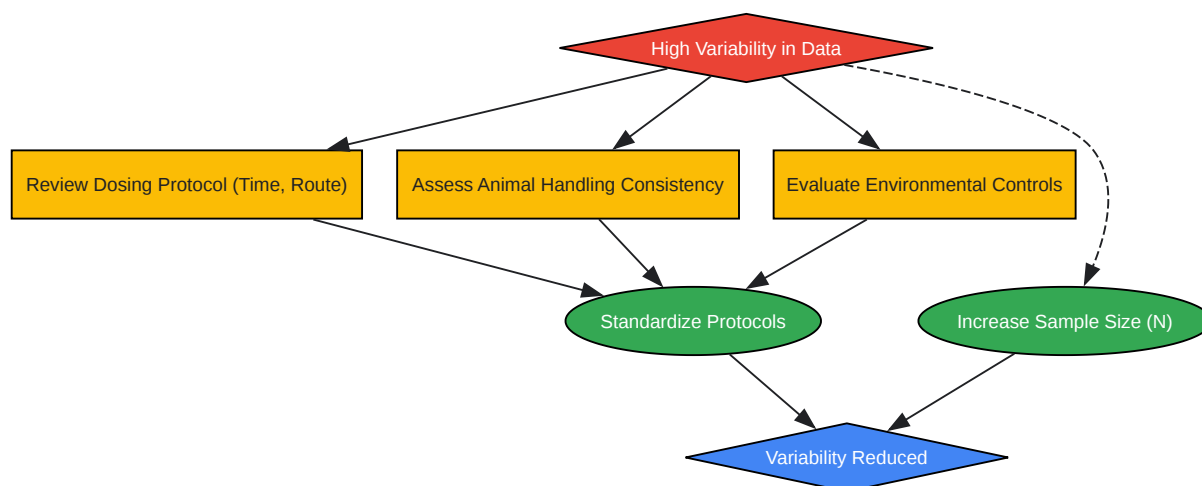 High Variability in Data
Review Dosing Protocol (Time, Route)
Assess Animal Handling Consistency
Evaluate Environmental Controls
Standardize Protocols
Increase Sample Size (N)
Variability Reduced